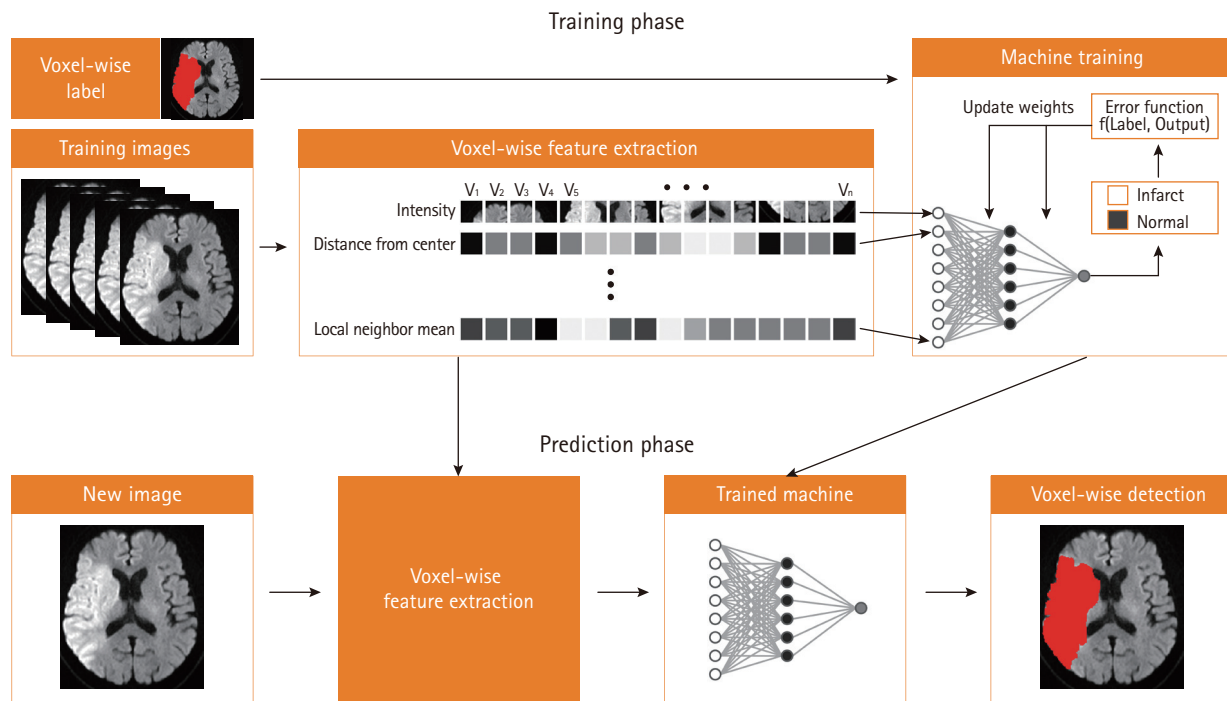 Training phase
Voxel-wise
label
Machine training
Update weights
Error function
f(Label, Output)
Infarct
Normal
Training images
Voxel-wise feature extraction
V1 V2 V3 V4 V5 • • • Vn
Intensity
Distance from center
Local neighbor mean
Prediction phase
New image
Voxel-wise
feature extraction
Trained machine
Voxel-wise detection